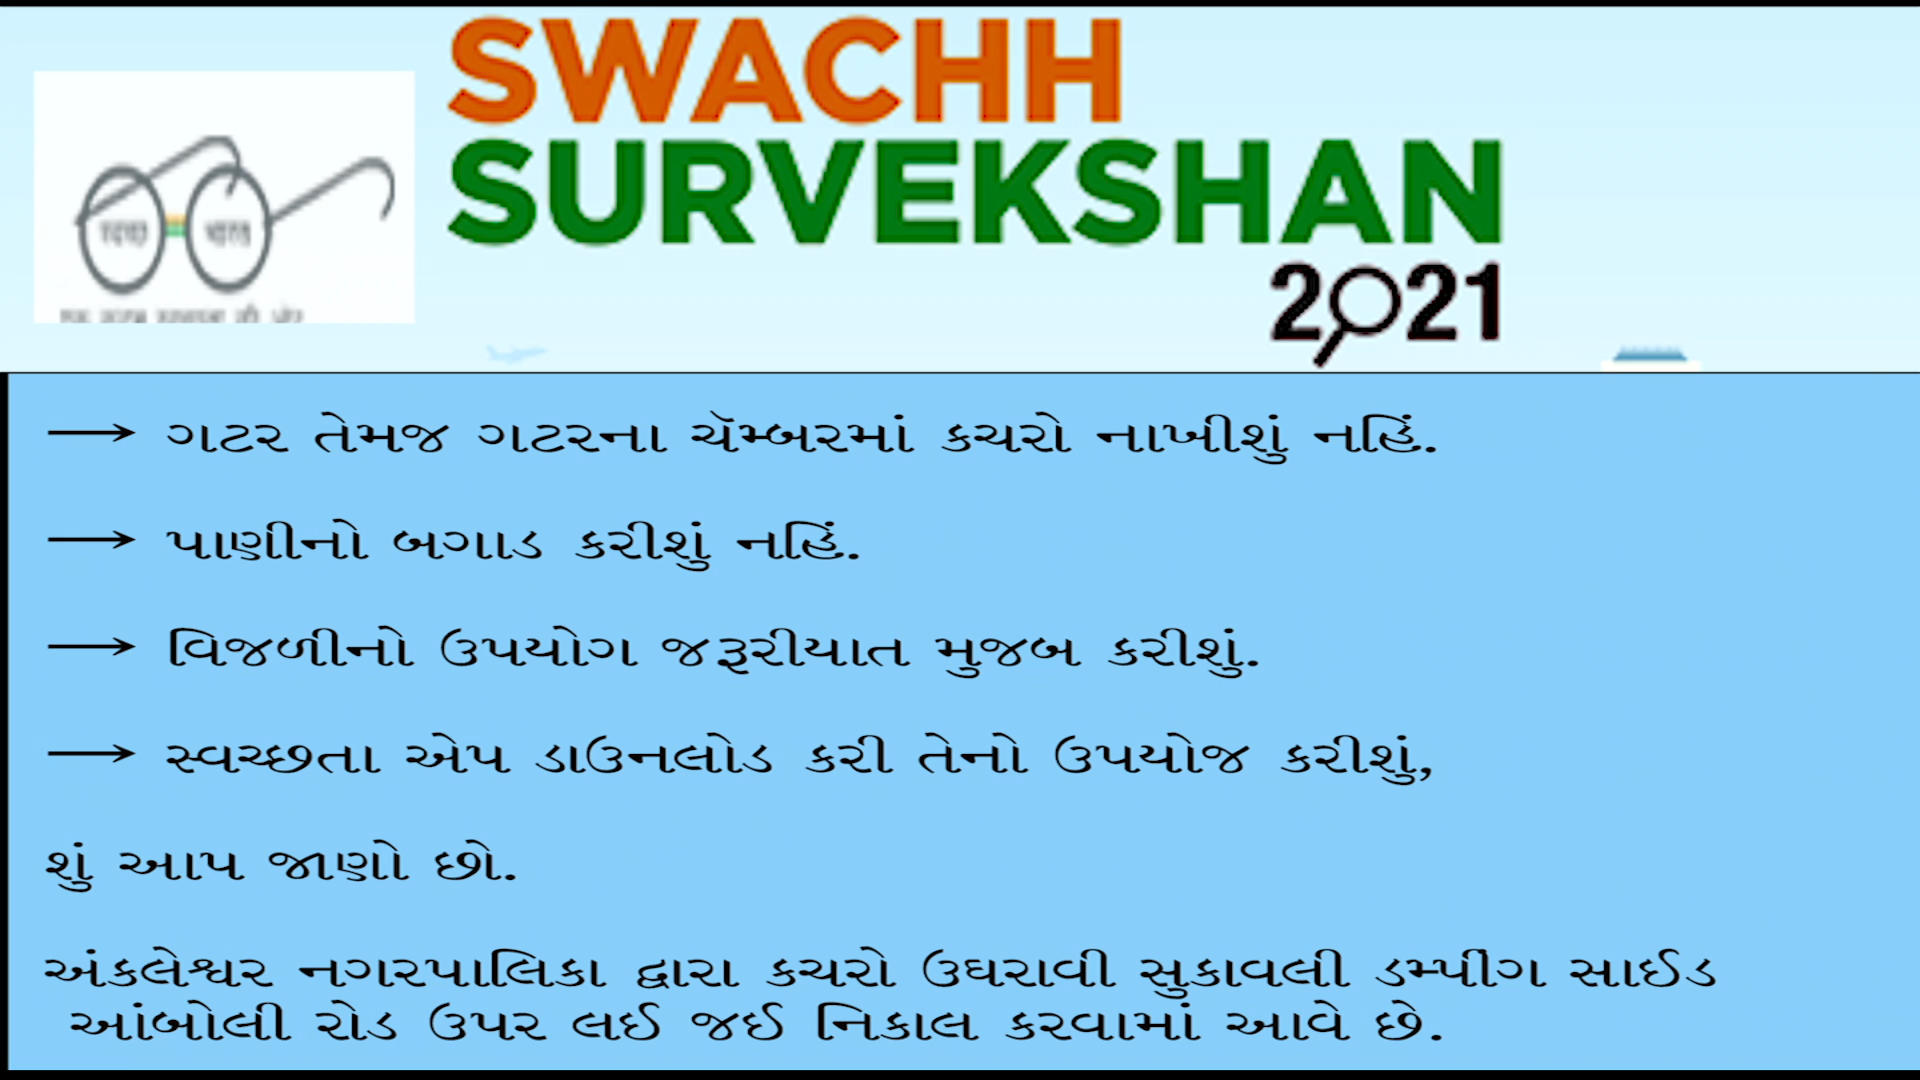 SWACHH
SURVEKSHAN
2021
स्वच्छ भारत
→ ગટર તેમજ ગટરના ચૅમ્બરમાં કચરો નાખીશું નહિં.
→ પાણીનો બગાડ કરીશું નહિં.
→ વિજળીનો ઉપયોગ જરૂરીયાત મુજબ કરીશું.
→ સ્વચ્છતા એપ ડાઉનલોડ કરી તેનો ઉપયોજ કરીશું,
શું આપ જાણો છો.
અંકલેશ્વર નગરપાલિકા દ્વારા કચરો ઉઘરાવી સુકાવલી ડમ્પીંગ સાઈડ
આંબોલી રોડ ઉપર લઈ જઈ નિકાલ કરવામાં આવે છે.